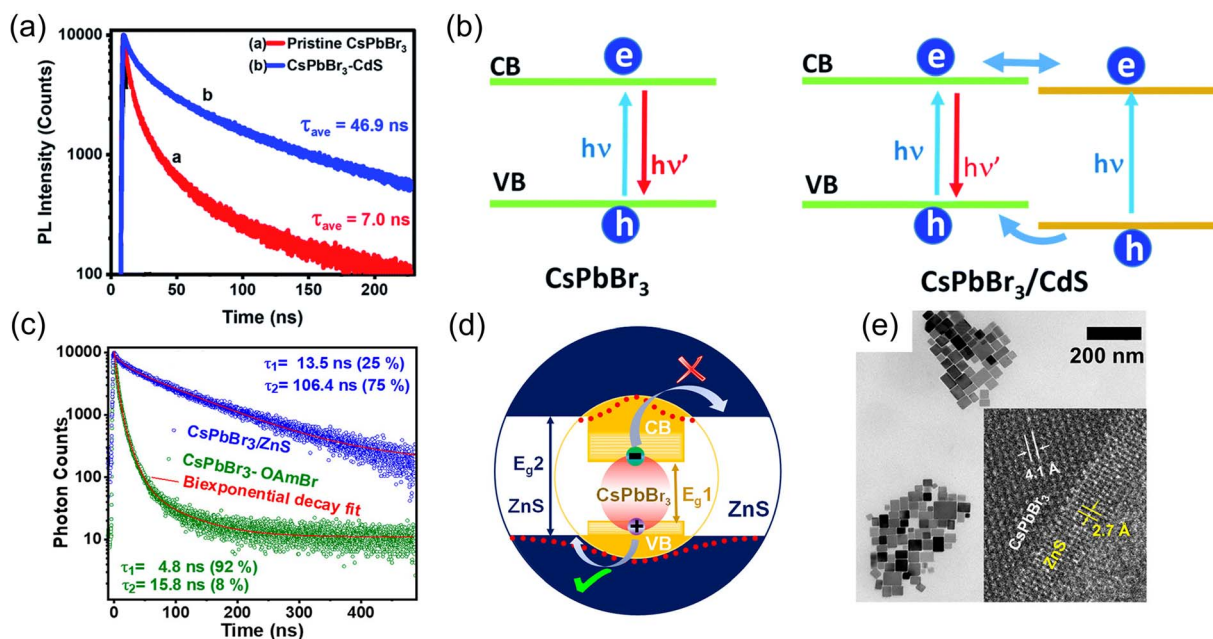 (a)
10000
1000
100
PL Intensity (Counts)
(a) Pristine CsPbBr₃
(b) CsPbBr₃-CdS
b
τave = 46.9 ns
a
τave = 7.0 ns
50
100
150
200
Time (ns)
(b)
CB
e
hν
hν'
VB
h
CsPbBr₃
CB
e
e
hν
hν'
hν
VB
h
h
CsPbBr₃/CdS
(c)
10000
1000
100
10
Photon Counts
τ₁= 13.5 ns (25 %)
τ₂= 106.4 ns (75 %)
CsPbBr₃/ZnS
CsPbBr₃- OAmBr
Biexponential decay fit
τ₁= 4.8 ns (92 %)
τ₂= 15.8 ns (8 %)
0
100
200
300
400
Time (ns)
(d)
CB
Eg2
ZnS
CsPbBr₃
Eg1
ZnS
VB
(e)
200 nm
4.1 Å
CsPbBr₃
ZnS
2.7 Å